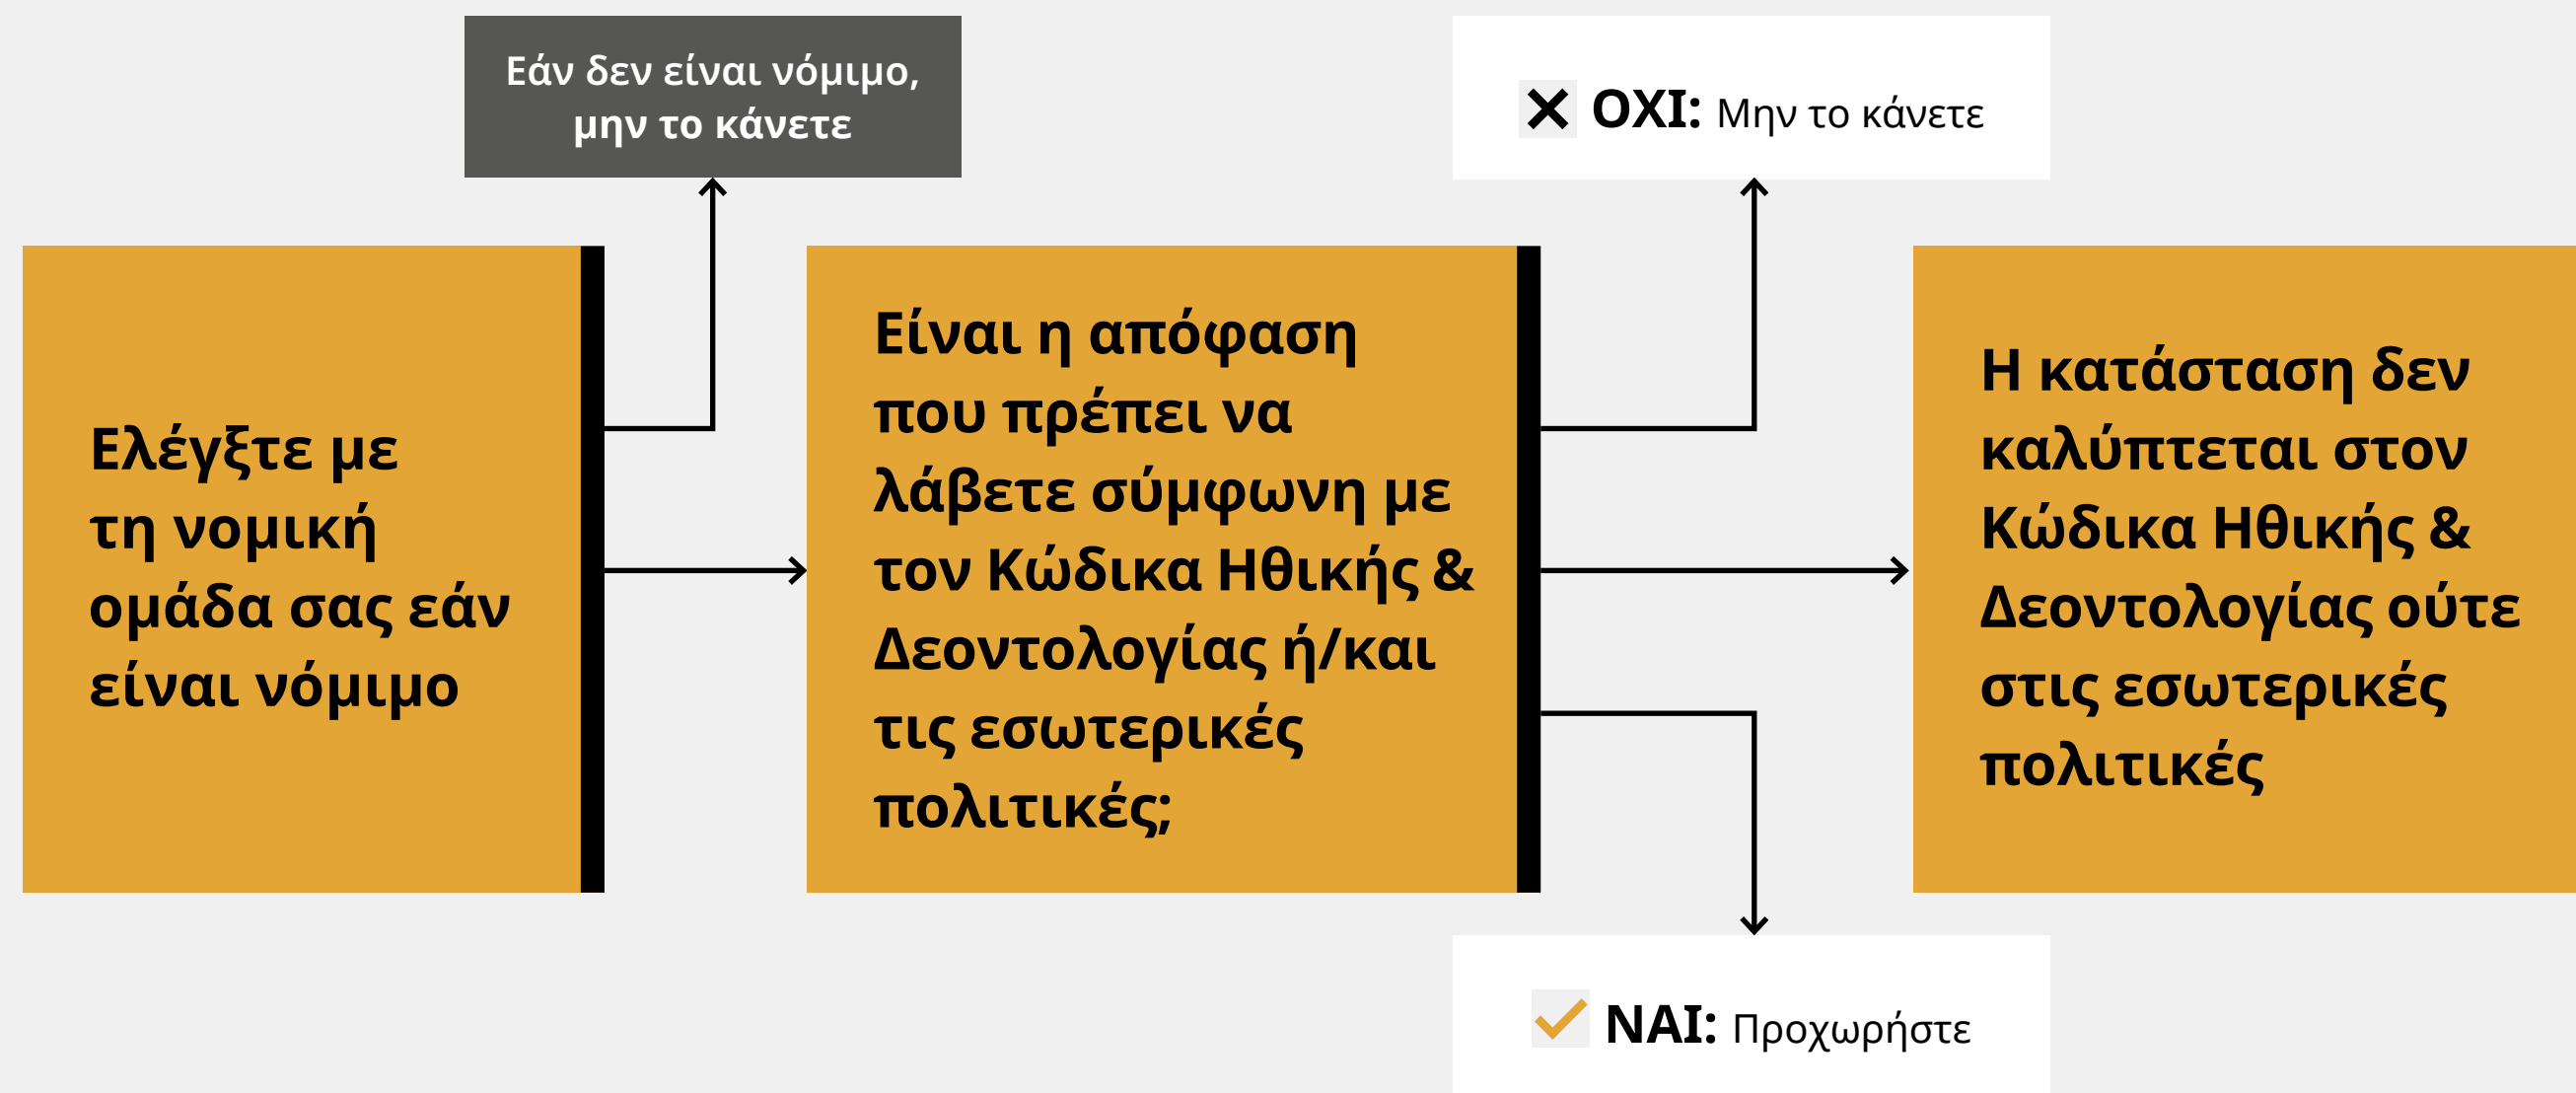 Εάν δεν είναι νόμιμο,
μην το κάνετε
ΟΧΙ: Μην το κάνετε
Ελέγξτε με
τη νομική
ομάδα σας εάν
είναι νόμιμο
Είναι η απόφαση
που πρέπει να
λάβετε σύμφωνη με
τον Κώδικα Ηθικής &
Δεοντολογίας ή/και
τις εσωτερικές
πολιτικές;
Η κατάσταση δεν
καλύπτεται στον
Κώδικα Ηθικής &
Δεοντολογίας ούτε
στις εσωτερικές
πολιτικές
ΝΑΙ: Προχωρήστε